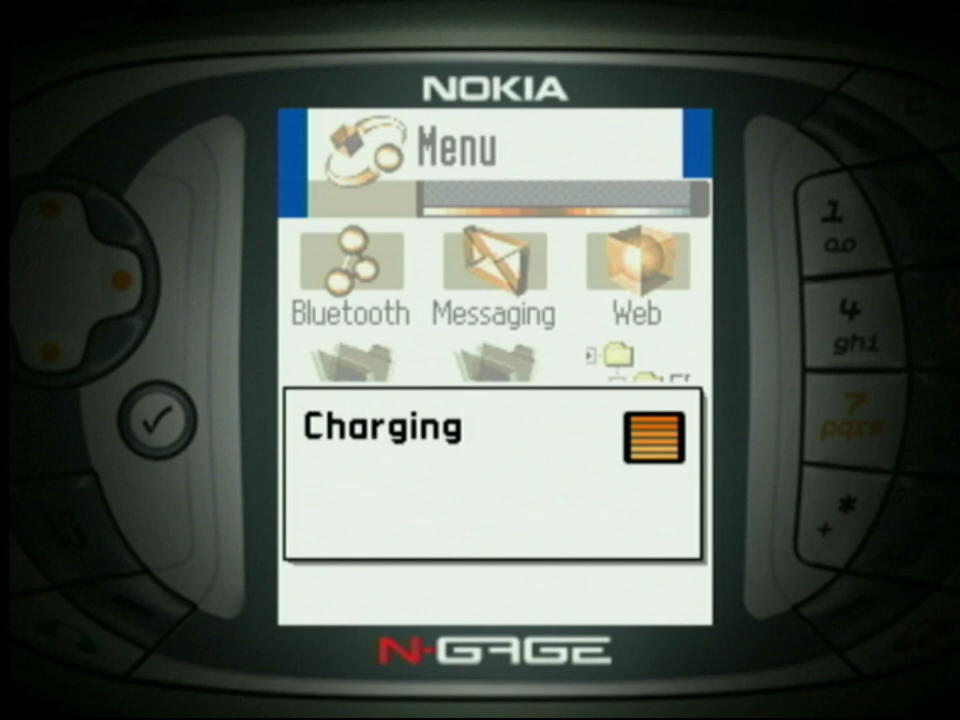 NOKIA
Menu
Bluetooth Messaging Web
Charging
N·GAGE
1
4
ghi
7
pqrs
*
+